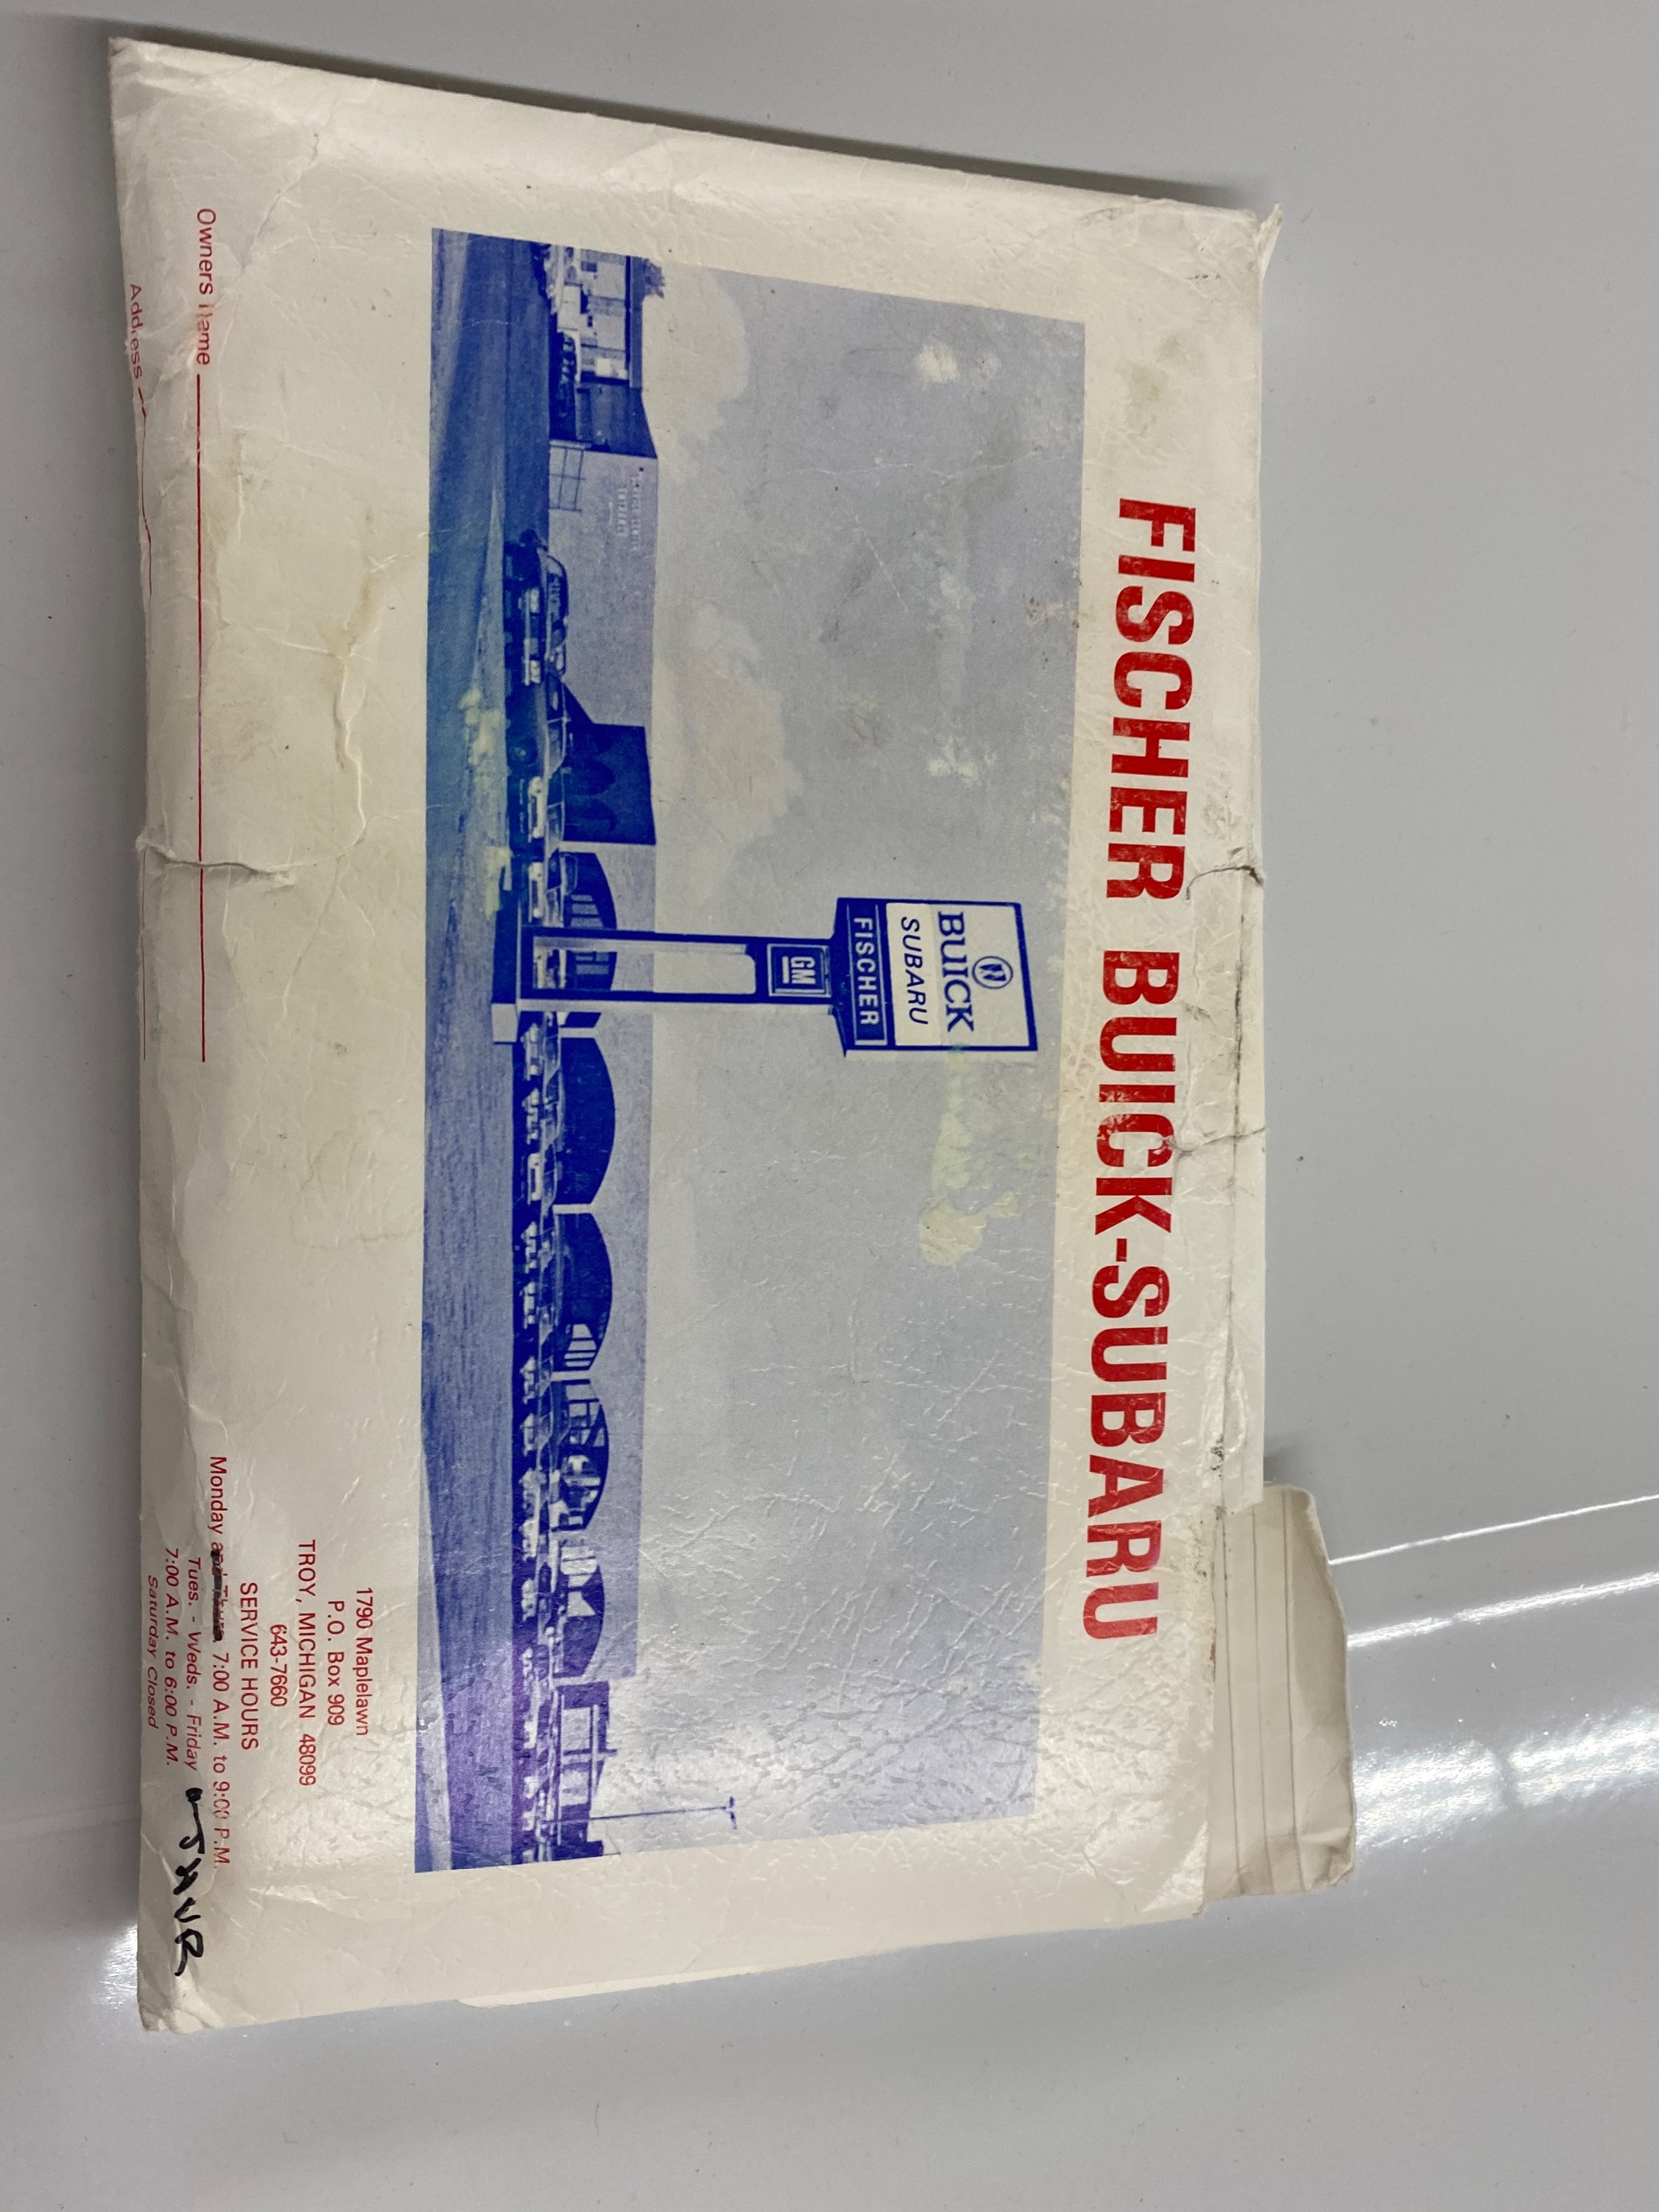 FISCHER BUICK-SUBARU
BUICK
SUBARU
FISCHER
GM
1790 Maplelawn
P.O. Box 909
TROY, MICHIGAN 48099
643-7660
SERVICE HOURS
Monday 7:00 A.M. to 9:00 P.M.
Tues. - Weds. - Friday -THUR
7:00 A.M. to 6:00 P.M.
Saturday Closed
Owners Name
Address